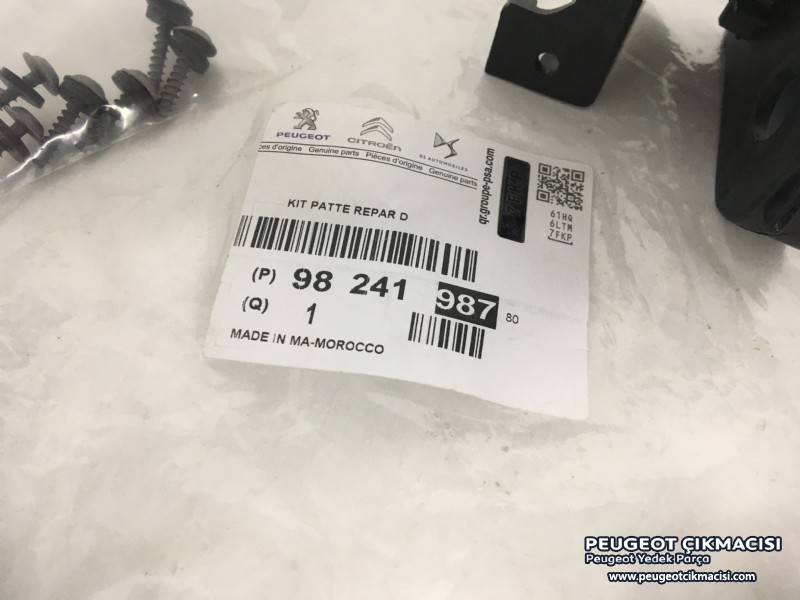 PEUGEOT
CITROËN
DS AUTOMOBILES
ces d'origine Genuine parts Pièces d'origine Genuine parts
qr.groupe-psa.com
7FKP
61HQ
6LTM
7FKP
KIT PATTE REPAR D
(P) 98 241 987 80
(Q) 1
MADE IN MA-MOROCCO
PEUGEOT ÇIKMACISI
Peugeot Yedek Parça
www.peugeotcikmacisi.com